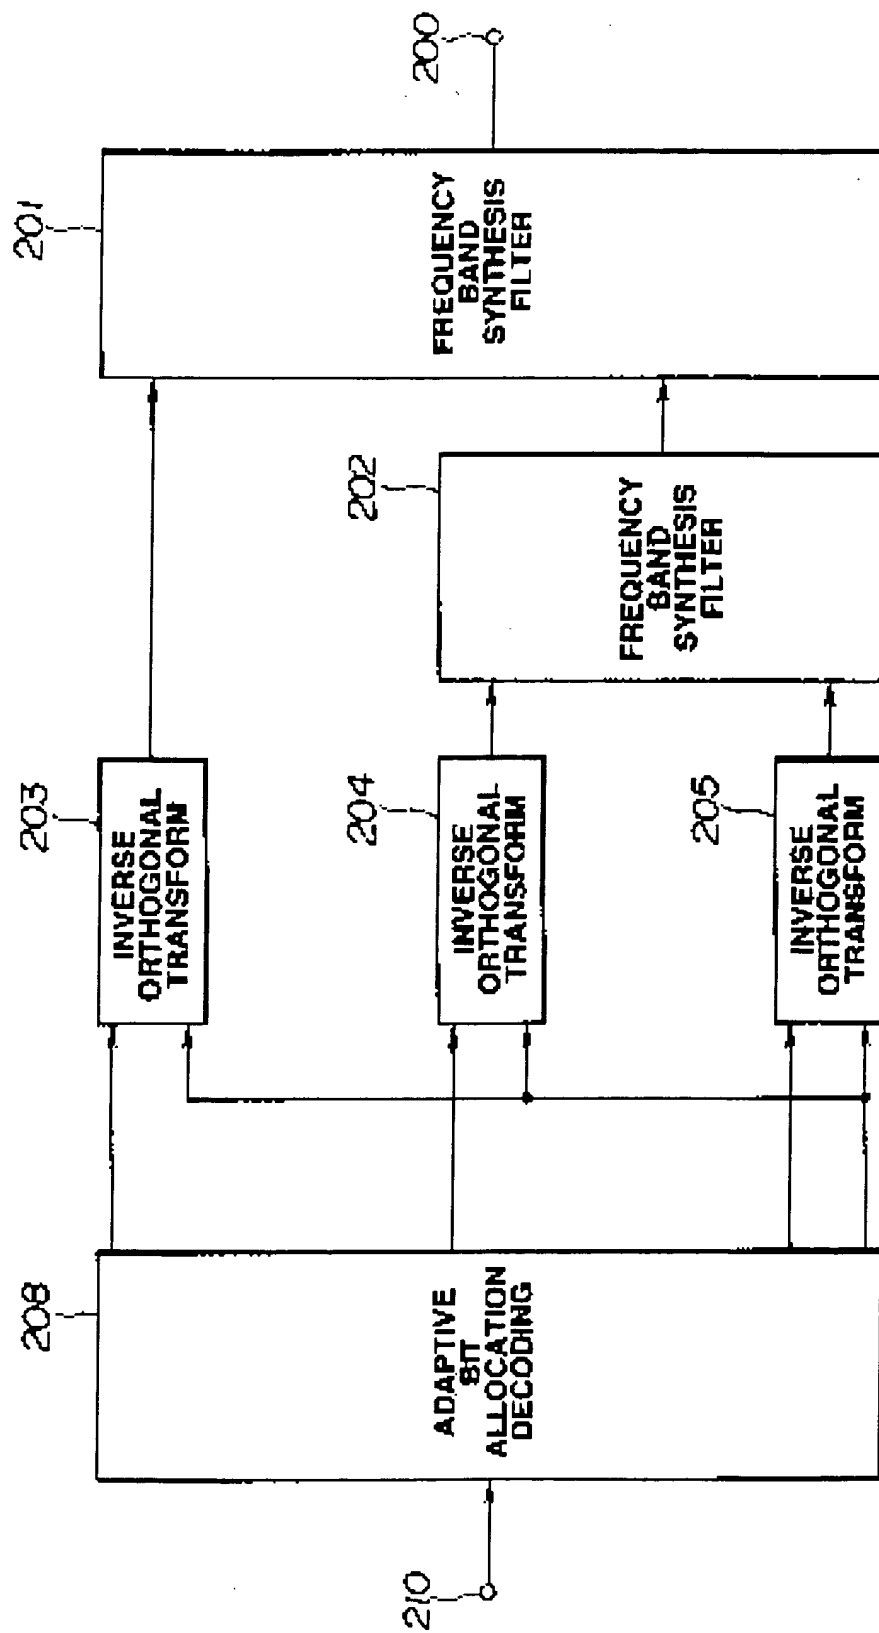 210
208
ADAPTIVE
BIT
ALLOCATION
DECODING
203
INVERSE
ORTHOGONAL
TRANSFORM
204
INVERSE
ORTHOGONAL
TRANSFORM
205
INVERSE
ORTHOGONAL
TRANSFORM
202
FREQUENCY
BAND
SYNTHESIS
FILTER
201
FREQUENCY
BAND
SYNTHESIS
FILTER
200